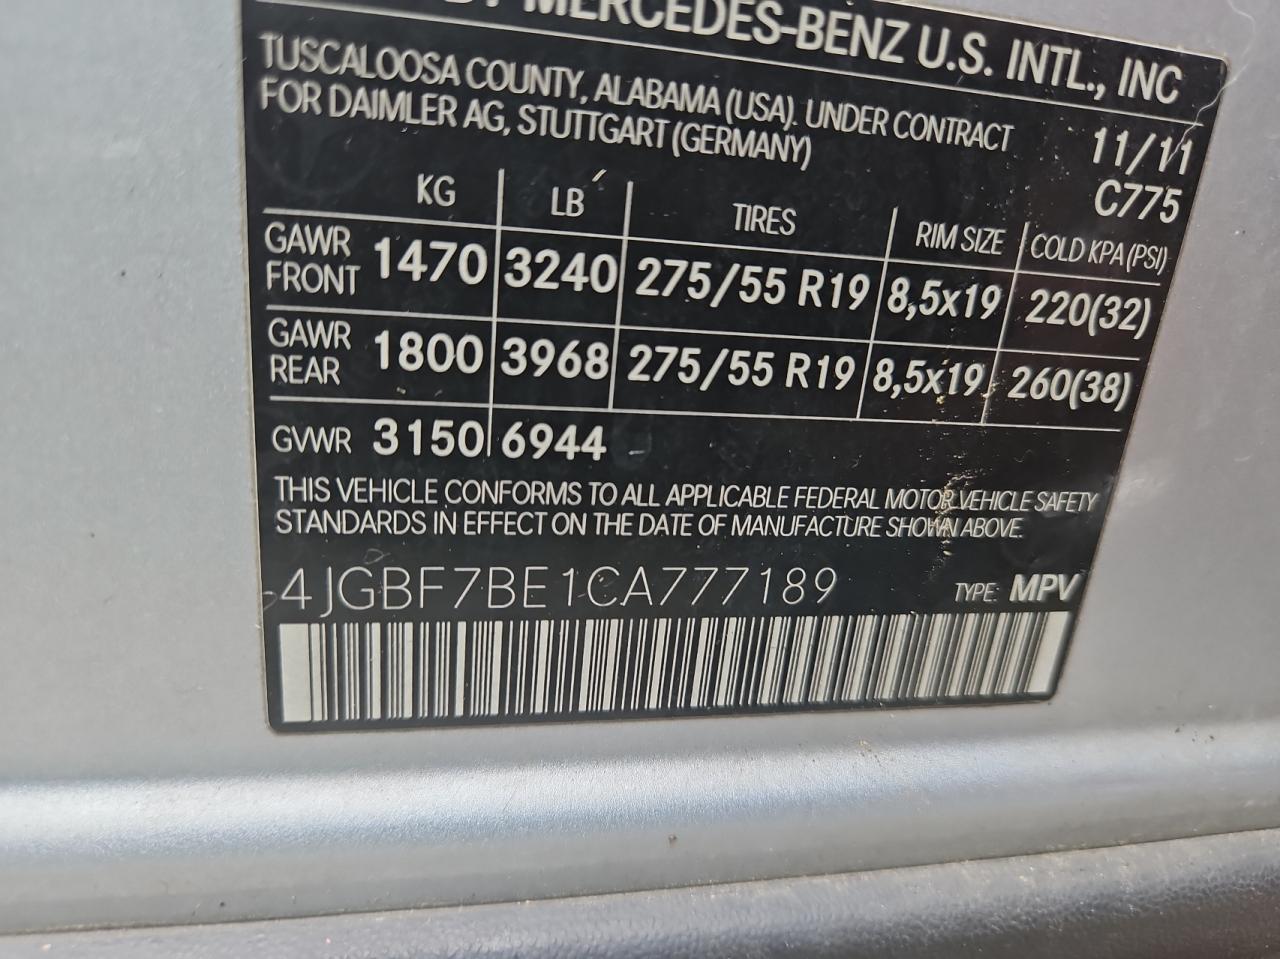 MERCEDES-BENZ U.S. INTL., INC
TUSCALOOSA COUNTY, ALABAMA (USA). UNDER CONTRACT
FOR DAIMLER AG, STUTTGART (GERMANY)
11/11
C775
KG LB TIRES RIM SIZE COLD KPA (PSI)
GAWR FRONT 1470 3240 275/55 R19 8,5x19 220(32)
GAWR REAR 1800 3968 275/55 R19 8,5x19 260(38)
GVWR 3150 6944
THIS VEHICLE CONFORMS TO ALL APPLICABLE FEDERAL MOTOR VEHICLE SAFETY
STANDARDS IN EFFECT ON THE DATE OF MANUFACTURE SHOWN ABOVE.
4JGBF7BE1CA777189 TYPE: MPV